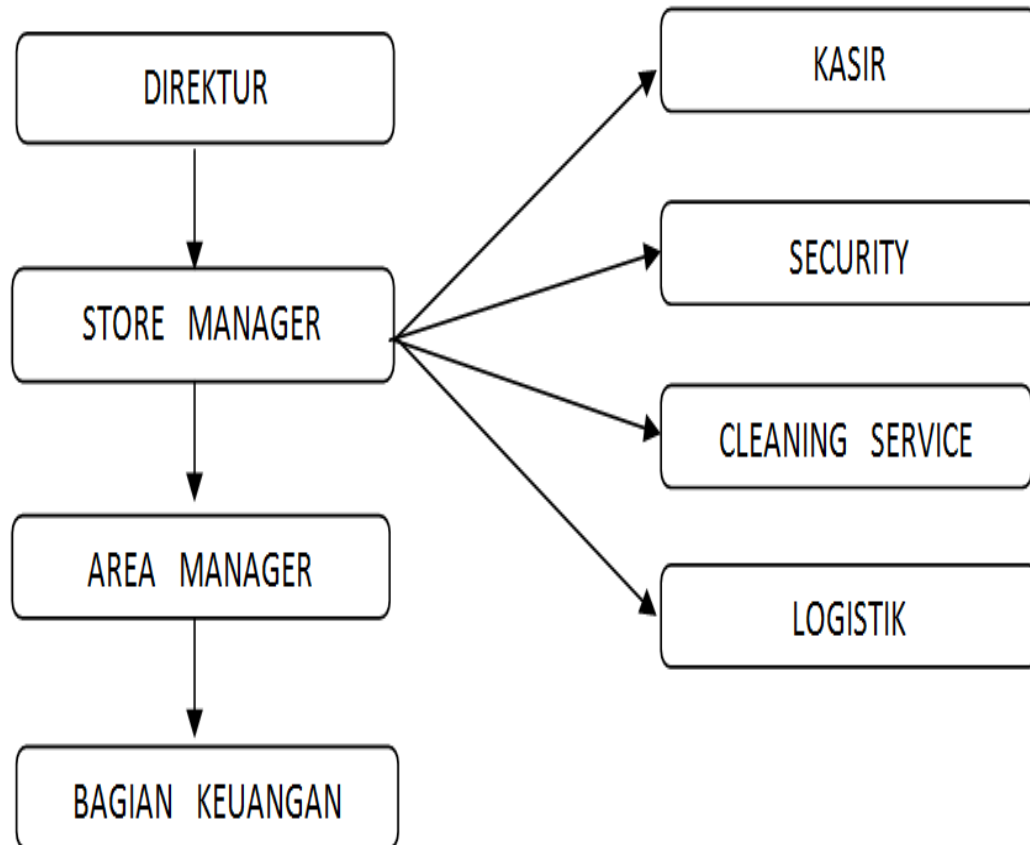 DIREKTUR
STORE MANAGER
AREA MANAGER
BAGIAN KEUANGAN
KASIR
SECURITY
CLEANING SERVICE
LOGISTIK